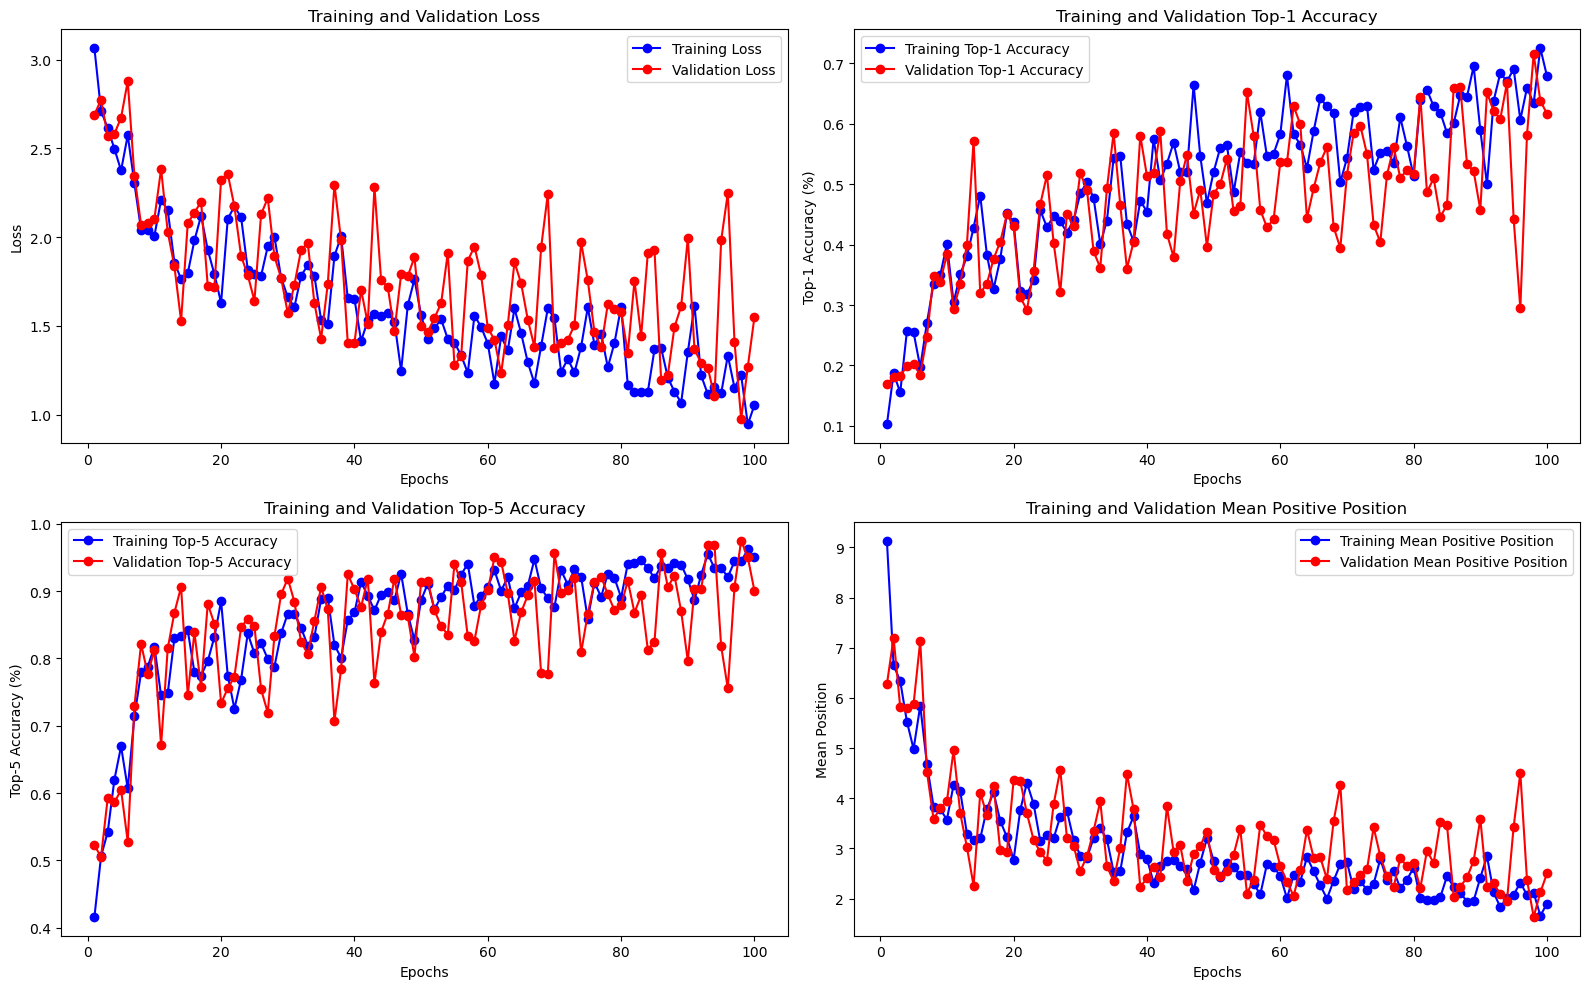 Training and Validation Loss
Training Loss
Validation Loss
3.0
2.5
2.0
1.5
1.0
Loss
0
20
40
60
80
100
Epochs
Training and Validation Top-1 Accuracy
Training Top-1 Accuracy
Validation Top-1 Accuracy
0.7
0.6
0.5
0.4
0.3
0.2
0.1
Top-1 Accuracy (%)
0
20
40
60
80
100
Epochs
Training and Validation Top-5 Accuracy
Training Top-5 Accuracy
Validation Top-5 Accuracy
1.0
0.9
0.8
0.7
0.6
0.5
0.4
Top-5 Accuracy (%)
0
20
40
60
80
100
Epochs
Training and Validation Mean Positive Position
Training Mean Positive Position
Validation Mean Positive Position
9
8
7
6
5
4
3
2
Mean Position
0
20
40
60
80
100
Epochs